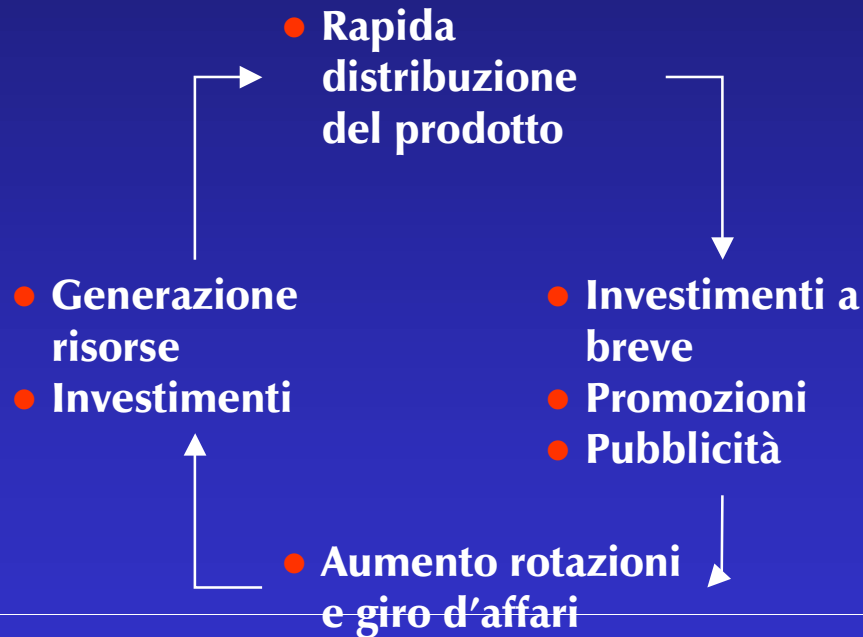 ● Rapida
distribuzione
del prodotto
● Generazione
risorse
● Investimenti
● Investimenti a
breve
● Promozioni
● Pubblicità
● Aumento rotazioni
e giro d'affari